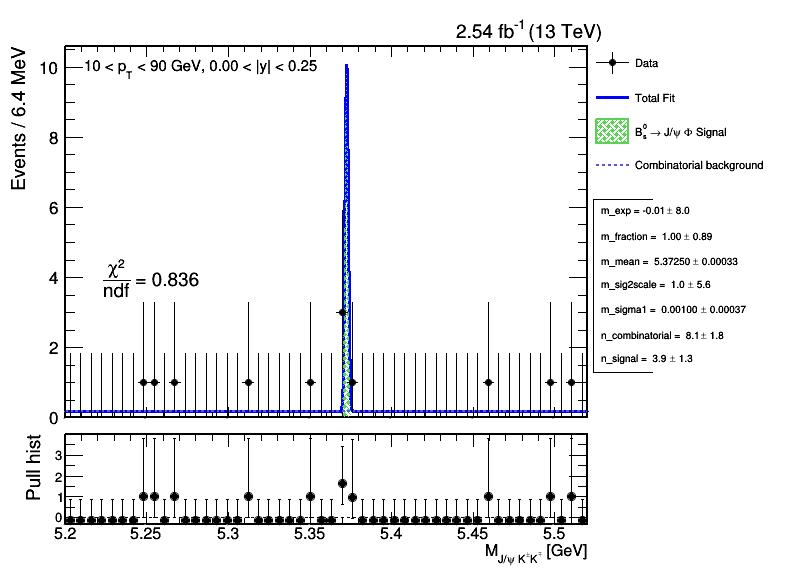 2.54 fb⁻¹ (13 TeV)
Events / 6.4 MeV
10 < p_T < 90 GeV, 0.00 < |y| < 0.25
10
8
6
4
2
0
χ²
ndf = 0.836
Data
Total Fit
B⁰ₛ → J/ψ Φ Signal
Combinatorial background
m_exp = -0.01 ± 8.0
m_fraction = 1.00 ± 0.89
m_mean = 5.37250 ± 0.00033
m_sig2scale = 1.0 ± 5.6
m_sigma1 = 0.00100 ± 0.00037
n_combinatorial = 8.1 ± 1.8
n_signal = 3.9 ± 1.3
Pull hist
3
2
1
0
5.2 5.25 5.3 5.35 5.4 5.45 5.5
M_{J/ψ K^±K^∓} [GeV]